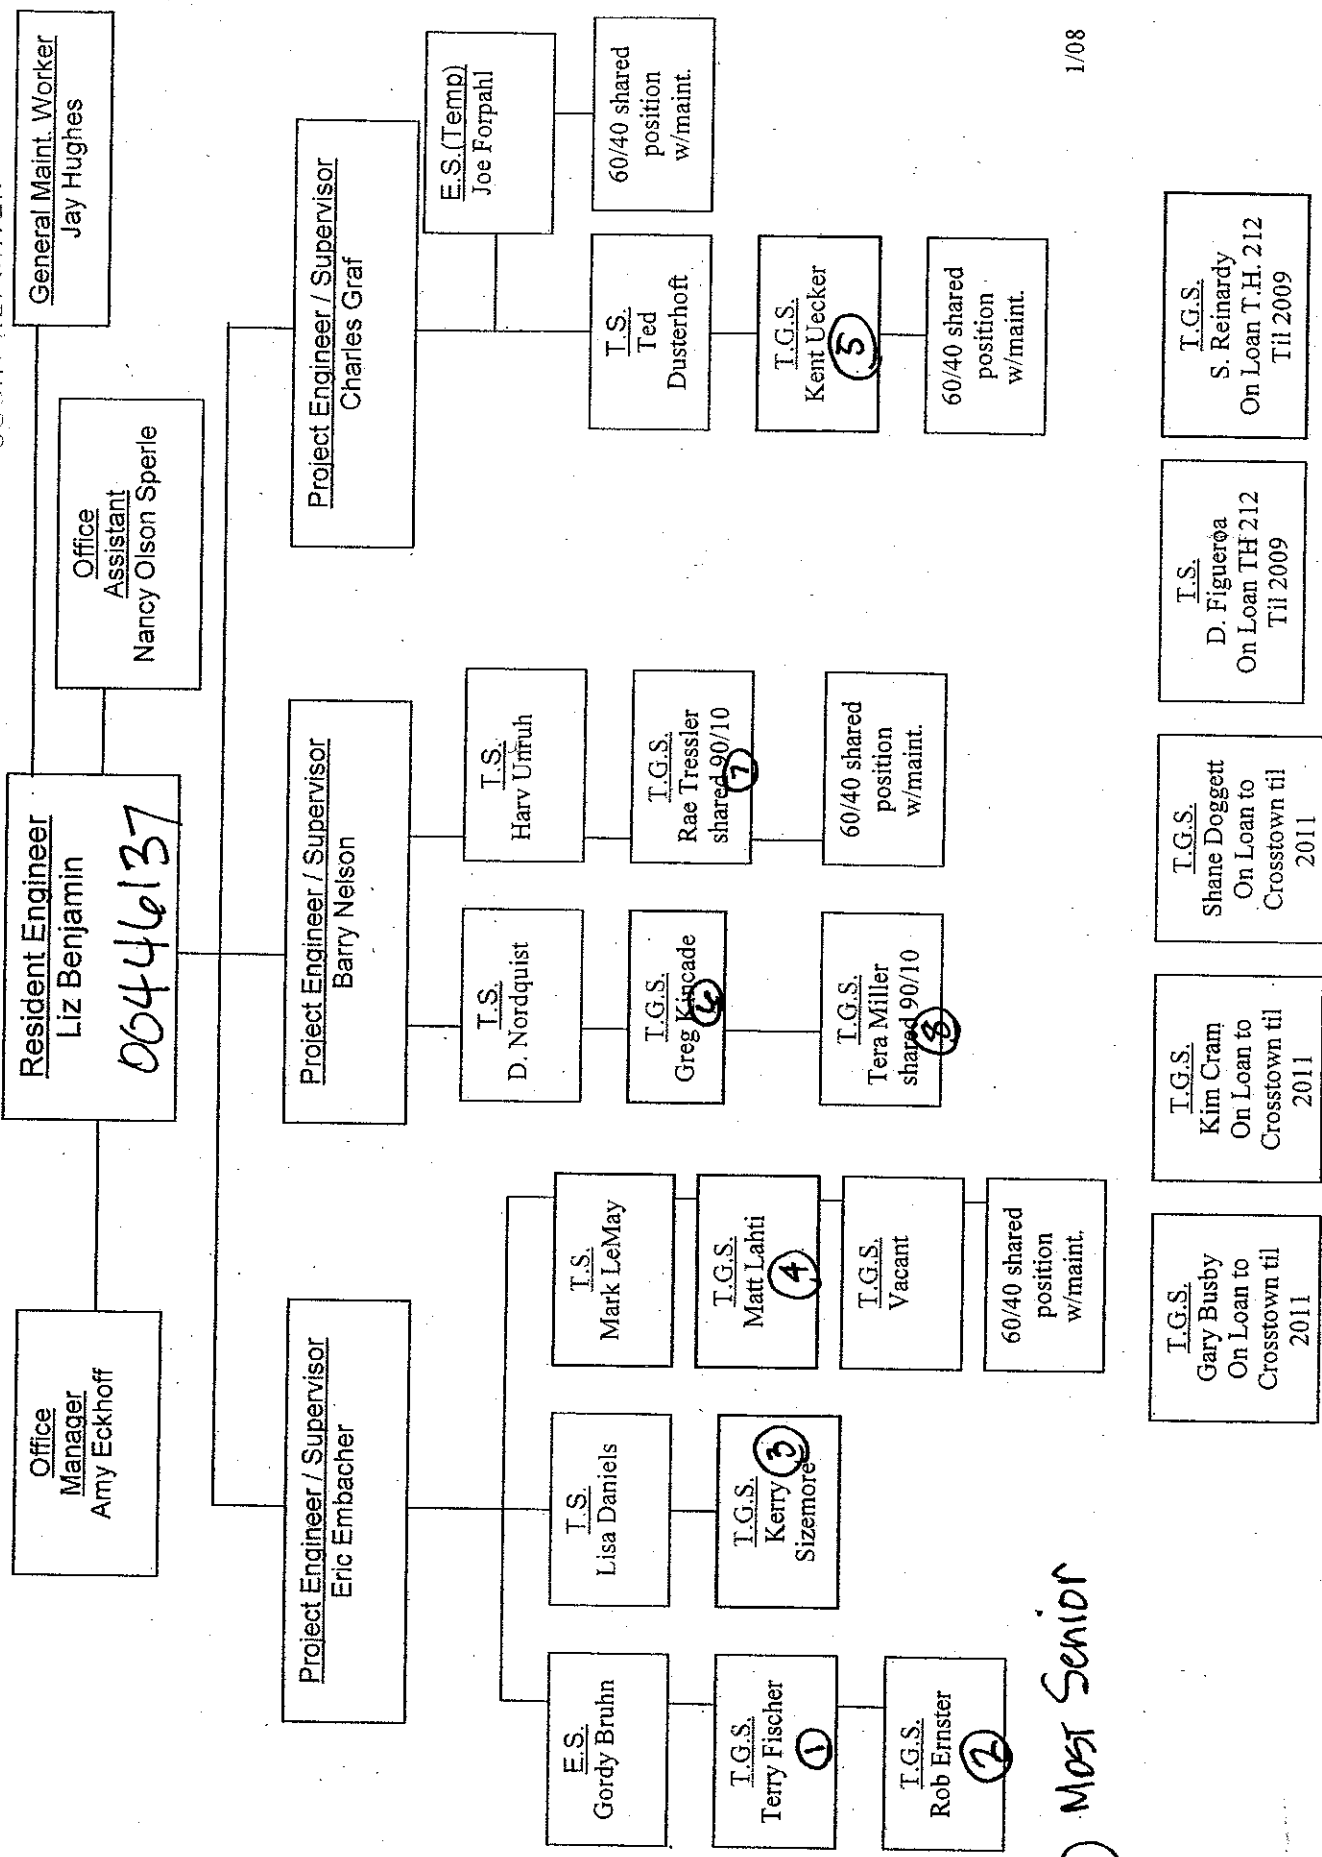 General Maint. Worker
Jay Hughes
Resident Engineer
Liz Benjamin
00446137
Office
Manager
Amy Eckhoff
Office
Assistant
Nancy Olson Sperle
Project Engineer / Supervisor
Eric Embacher
Project Engineer / Supervisor
Barry Nelson
Project Engineer / Supervisor
Charles Graf
E.S.
Gordy Bruhn
T.G.S.
Terry Fischer
1
T.G.S.
Rob Ernster
2
T.S.
Lisa Daniels
T.G.S.
Kerry 3
Sizemore
T.S.
Mark LeMay
T.G.S.
Matt Lahti
4
T.G.S.
Vacant
60/40 shared
position
w/maint.
T.S.
D. Nordquist
T.G.S.
Greg Kincade
6
T.G.S.
Tera Miller
shared 90/10
8
T.S.
Harv Unruh
T.G.S.
Rae Tressler
shared 90/10
7
60/40 shared
position
w/maint.
E.S.(Temp)
Joe Forpahl
60/40 shared
position
w/maint.
T.S.
Ted
Dusterhoft
T.G.S.
Kent Uecker
5
60/40 shared
position
w/maint.
1/08
Most Senior
T.G.S.
Gary Busby
On Loan to
Crosstown til
2011
T.G.S.
Kim Cram
On Loan to
Crosstown til
2011
T.G.S.
Shane Doggett
On Loan to
Crosstown til
2011
T.S.
D. Figueroa
On Loan TH 212
Til 2009
T.G.S.
S. Reinardy
On Loan T.H. 212
Til 2009